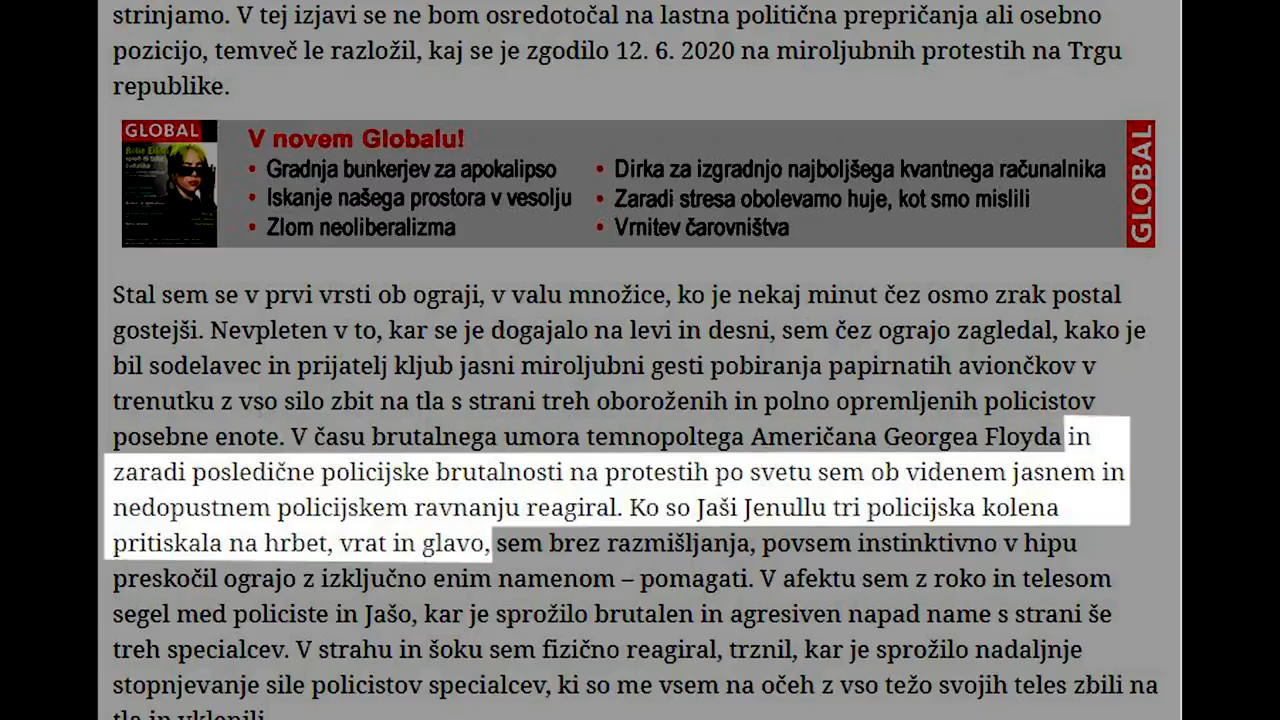 strinjamo. V tej izjavi se ne bom osredotočal na lastna politična prepričanja ali osebno
pozicijo, temveč le razložil, kaj se je zgodilo 12. 6. 2020 na miroljubnih protestih na Trgu
republike.
GLOBAL
V novem Globalu!
• Gradnja bunkerjev za apokalipso
• Iskanje našega prostora v vesolju
• Zlom neoliberalizma
• Dirka za izgradnjo najboljšega kvantnega računalnika
• Zaradi stresa obolevamo huje, kot smo mislili
• Vrnitev čarovništva
GLOBAL
Stal sem se v prvi vrsti ob ograji, v valu množice, ko je nekaj minut čez osmo zrak postal
gostejši. Nevpleten v to, kar se je dogajalo na levi in desni, sem čez ograjo zagledal, kako je
bil sodelavec in prijatelj kljub jasni miroljubni gesti pobiranja papirnatih aviončkov v
trenutku z vso silo zbit na tla s strani treh oboroženih in polno opremljenih policistov
posebne enote. V času brutalnega umora temnopoltega Američana Georgea Floyda in
zaradi posledične policijske brutalnosti na protestih po svetu sem ob videnem jasnem in
nedopustnem policijskem ravnanju reagiral. Ko so Jaši Jenullu tri policijska kolena
pritiskala na hrbet, vrat in glavo, sem brez razmišljanja, povsem instinktivno v hipu
preskočil ograjo z izključno enim namenom – pomagati. V afektu sem z roko in telesom
segel med policiste in Jašo, kar je sprožilo brutalen in agresiven napad name s strani še
treh specialcev. V strahu in šoku sem fizično reagiral, trznil, kar je sprožilo nadaljnje
stopnjevanje sile policistov specialcev, ki so me vsem na očeh z vso težo svojih teles zbili na
tla in vklenili.